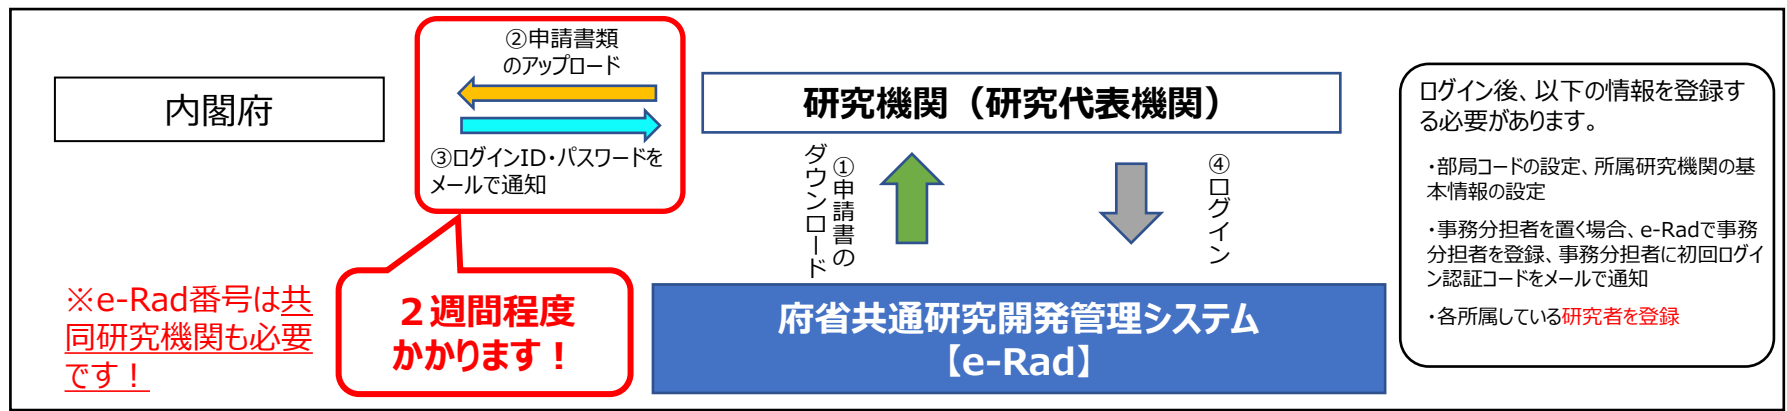 内閣府
②申請書類
のアップロード
③ログインID・パスワードを
メールで通知
2週間程度
かかります！
※e-Rad番号は共
同研究機関も必要
です！
研究機関（研究代表機関）
①申請書の
ダウンロード
④ログイン
府省共通研究開発管理システム
【e-Rad】
ログイン後、以下の情報を登録す
る必要があります。
・部局コードの設定、所属研究機関の基
本情報の設定
・事務分担者を置く場合、e-Radで事務
分担者を登録、事務分担者に初回ログイ
ン認証コードをメールで通知
・各所属している研究者を登録